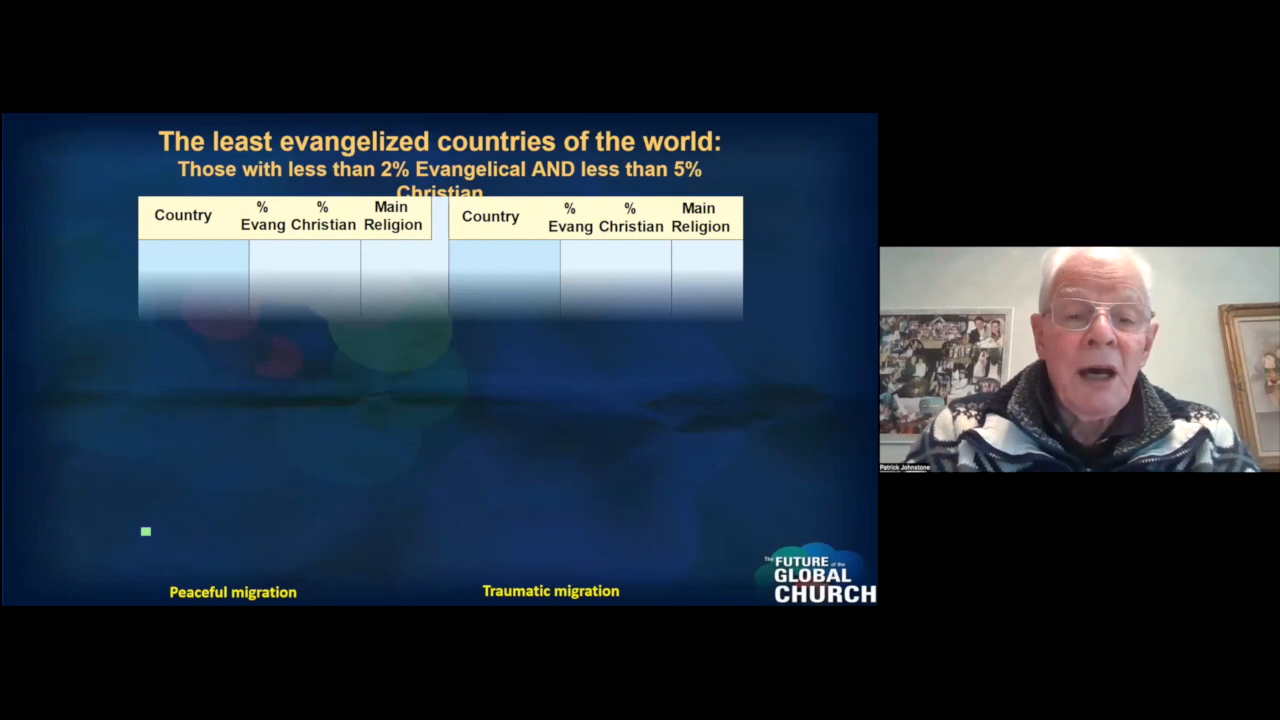 The least evangelized countries of the world:
Those with less than 2% Evangelical AND less than 5%
Christian
Country
%
Evang
%
Christian
Main
Religion
Country
%
Evang
%
Christian
Main
Religion
Peaceful migration
Traumatic migration
The FUTURE of the
GLOBAL
CHURCH
Patrick Johnstone